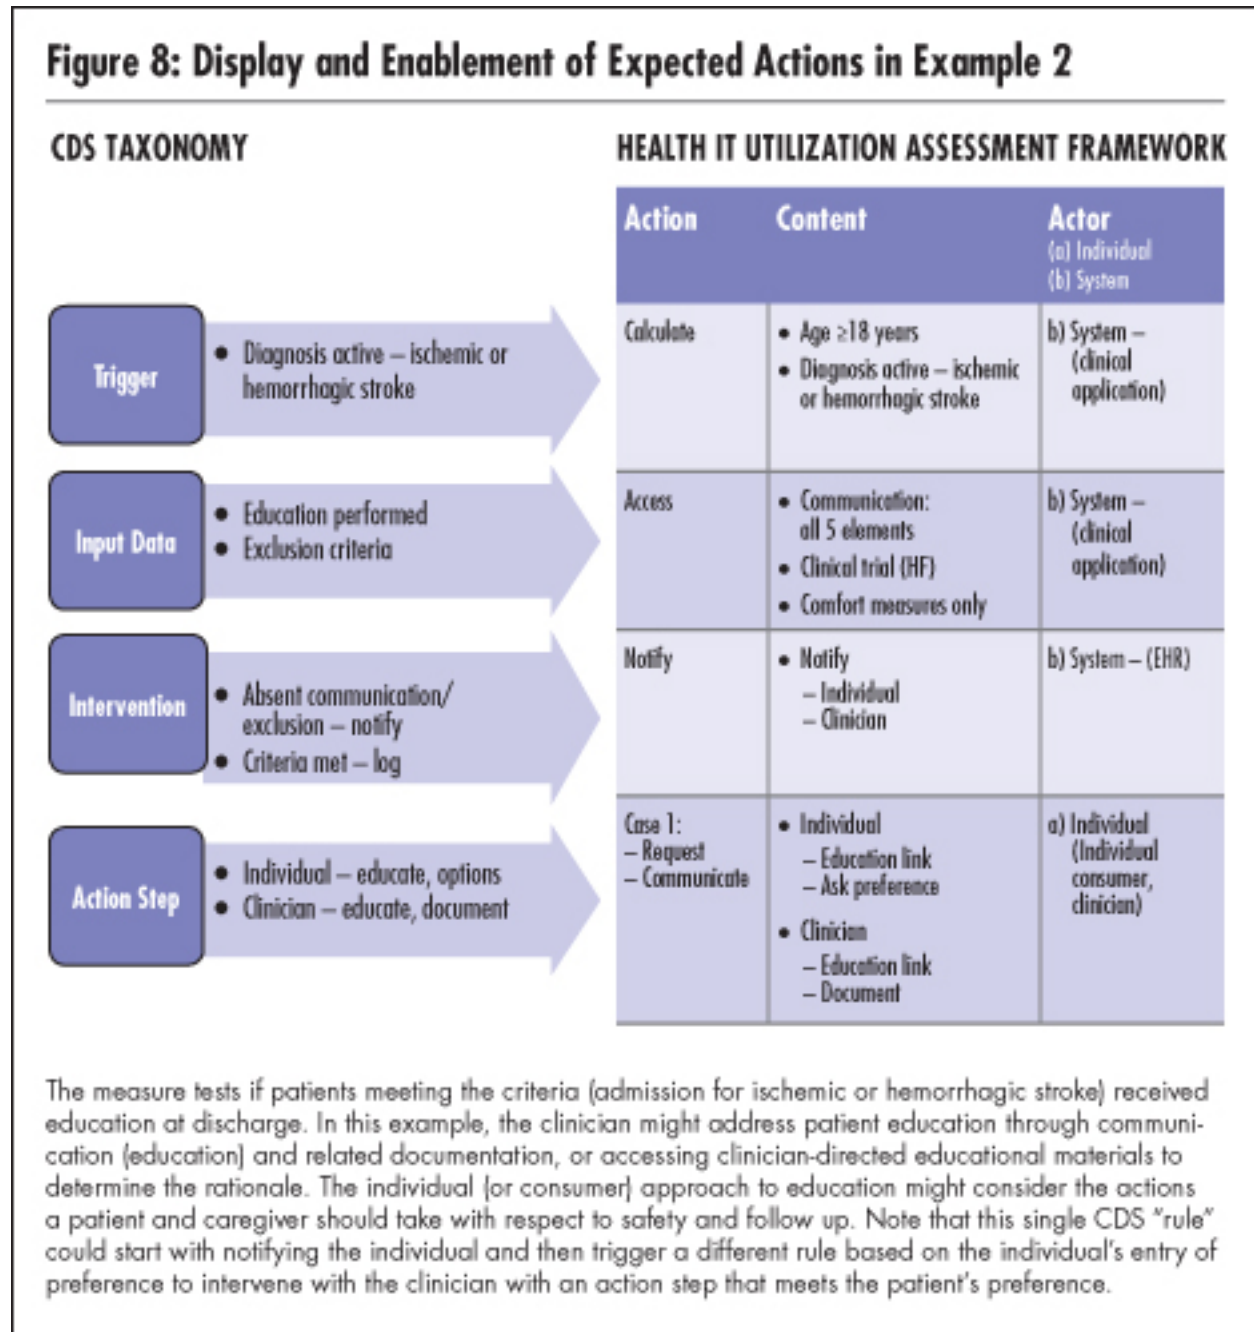 Figure 8: Display and Enablement of Expected Actions in Example 2
CDS TAXONOMY
HEALTH IT UTILIZATION ASSESSMENT FRAMEWORK
Action
Content
Actor
(a) Individual
(b) System
Trigger
• Diagnosis active – ischemic or
hemorrhagic stroke
Calculate
• Age ≥18 years
• Diagnosis active – ischemic
or hemorrhagic stroke
b) System –
(clinical
application)
Input Data
• Education performed
• Exclusion criteria
Access
• Communication:
all 5 elements
• Clinical trial (HF)
• Comfort measures only
b) System –
(clinical
application)
Intervention
• Absent communication/
exclusion – notify
• Criteria met – log
Notify
• Notify
– Individual
– Clinician
b) System – (EHR)
Action Step
• Individual – educate, options
• Clinician – educate, document
Case 1:
– Request
– Communicate
• Individual
– Education link
– Ask preference
• Clinician
– Education link
– Document
a) Individual
(Individual
consumer,
clinician)
The measure tests if patients meeting the criteria (admission for ischemic or hemorrhagic stroke) received
education at discharge. In this example, the clinician might address patient education through communi-
cation (education) and related documentation, or accessing clinician-directed educational materials to
determine the rationale. The individual (or consumer) approach to education might consider the actions
a patient and caregiver should take with respect to safety and follow up. Note that this single CDS “rule”
could start with notifying the individual and then trigger a different rule based on the individual’s entry of
preference to intervene with the clinician with an action step that meets the patient’s preference.